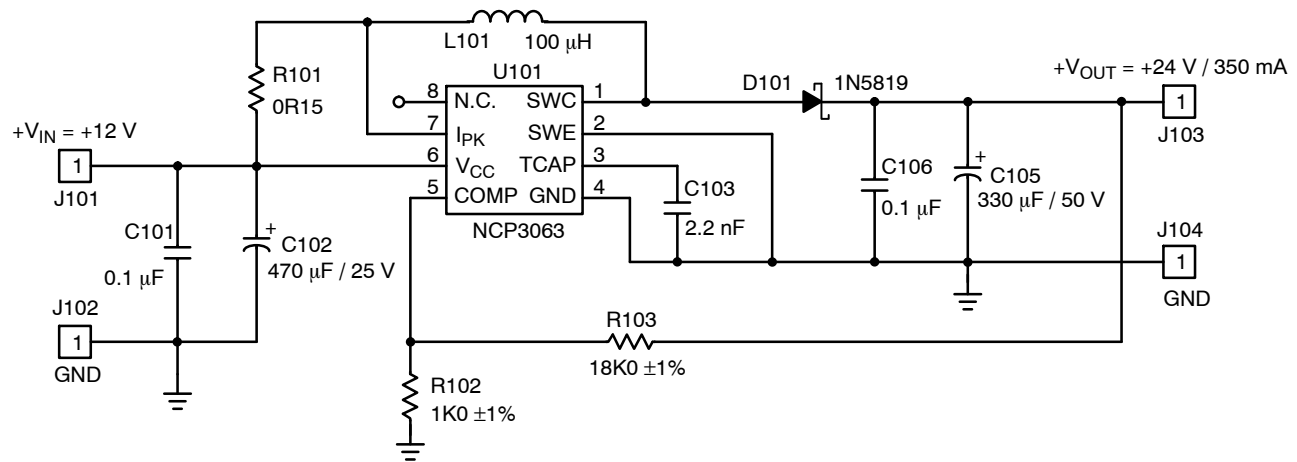 L101
100 μH
U101
R101
0R15
8
N.C.
SWC
1
7
IPK
SWE
2
6
VCC
TCAP
3
5
COMP
GND
4
NCP3063
D101
1N5819
+VOUT = +24 V / 350 mA
1
J103
+VIN = +12 V
1
J101
C101
0.1 μF
C102
+
470 μF / 25 V
J102
1
GND
C103
2.2 nF
C106
0.1 μF
+
C105
330 μF / 50 V
J104
1
GND
R103
18K0 ±1%
R102
1K0 ±1%